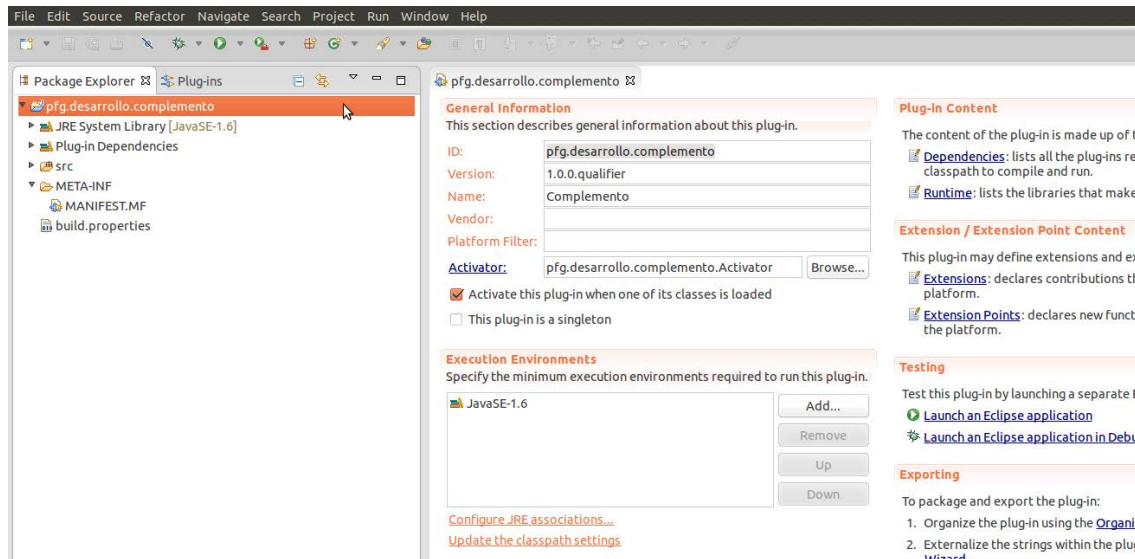 File Edit Source Refactor Navigate Search Project Run Window Help
Package Explorer Plug-ins
pfg.desarrollo.complemento
JRE System Library [JavaSE-1.6]
Plug-in Dependencies
src
META-INF
MANIFEST.MF
build.properties
pfg.desarrollo.complemento
General Information
This section describes general information about this plug-in.
ID: pfg.desarrollo.complemento
Version: 1.0.0.qualifier
Name: Complemento
Vendor:
Platform Filter:
Activator: pfg.desarrollo.complemento.Activator Browse...
Activate this plug-in when one of its classes is loaded
This plug-in is a singleton
Execution Environments
Specify the minimum execution environments required to run this plug-in.
JavaSE-1.6
Add...
Remove
Up
Down
Configure JRE associations...
Update the classpath settings
Plug-in Content
The content of the plug-in is made up of
Dependencies: lists all the plug-ins re
classpath to compile and run.
Runtime: lists the libraries that make
Extension / Extension Point Content
This plug-in may define extensions and ex
Extensions: declares contributions th
platform.
Extension Points: declares new funct
the platform.
Testing
Test this plug-in by launching a separate
Launch an Eclipse application
Launch an Eclipse application in Debu
Exporting
To package and export the plug-in:
1. Organize the plug-in using the Organi
2. Externalize the strings within the plu
Wizard